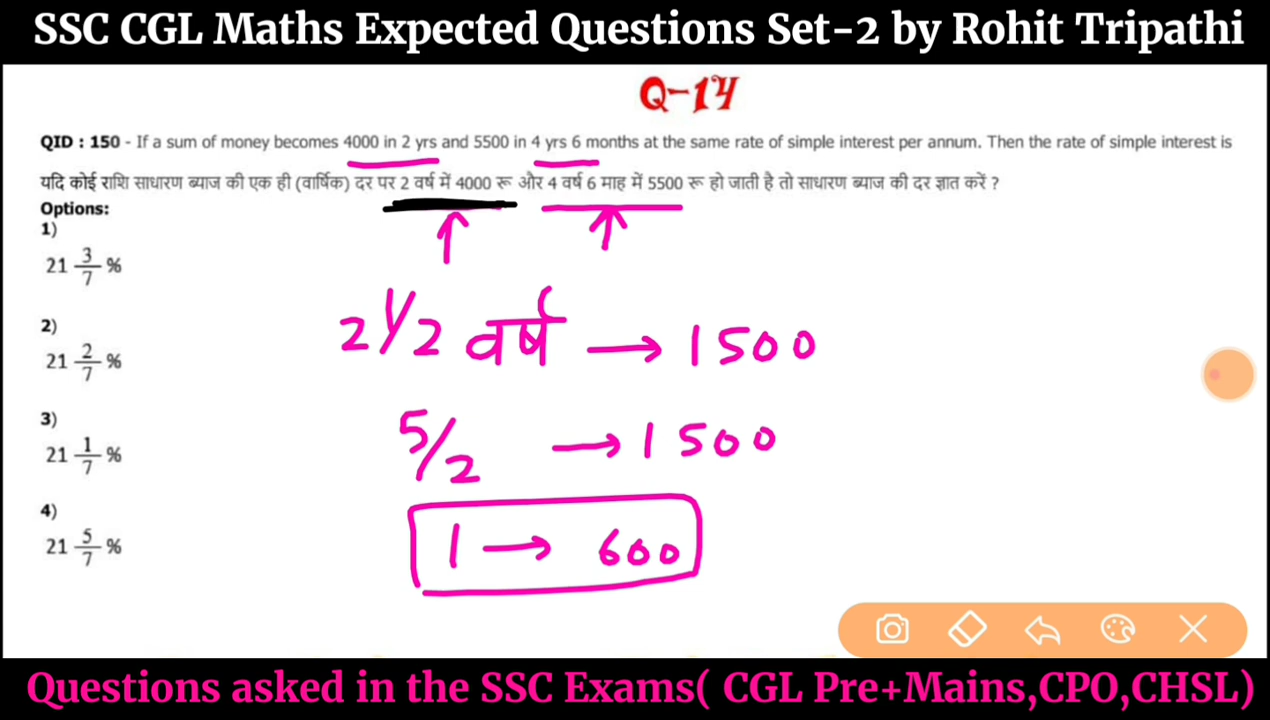 SSC CGL Maths Expected Questions Set-2 by Rohit Tripathi
Q-14
QID : 150 - If a sum of money becomes 4000 in 2 yrs and 5500 in 4 yrs 6 months at the same rate of simple interest per annum. Then the rate of simple interest is
यदि कोई राशि साधारण ब्याज की एक ही (वार्षिक) दर पर 2 वर्ष में 4000 रू और 4 वर्ष 6 माह में 5500 रू हो जाती है तो साधारण ब्याज की दर ज्ञात करें ?
Options:
1)
21 3/7 %
2)
21 2/7 %
3)
21 1/7 %
4)
21 5/7 %
2 1/2 वर्ष → 1500
5/2 → 1500
1 → 600
Questions asked in the SSC Exams( CGL Pre+Mains,CPO,CHSL)